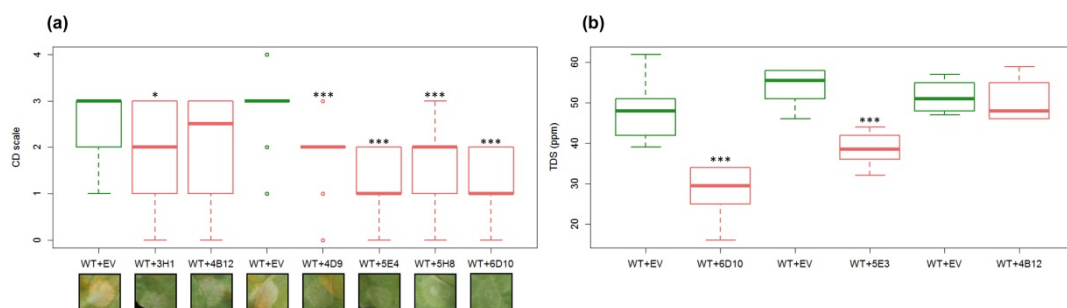 (a)
CD scale
4
3
2
1
0
* *** *** *** ***
WT+EV WT+3H1 WT+4B12 WT+EV WT+4D9 WT+5E4 WT+5H8 WT+6D10
(b)
TDS (ppm)
60
50
40
30
20
*** ***
WT+EV WT+6D10 WT+EV WT+5E3 WT+EV WT+4B12